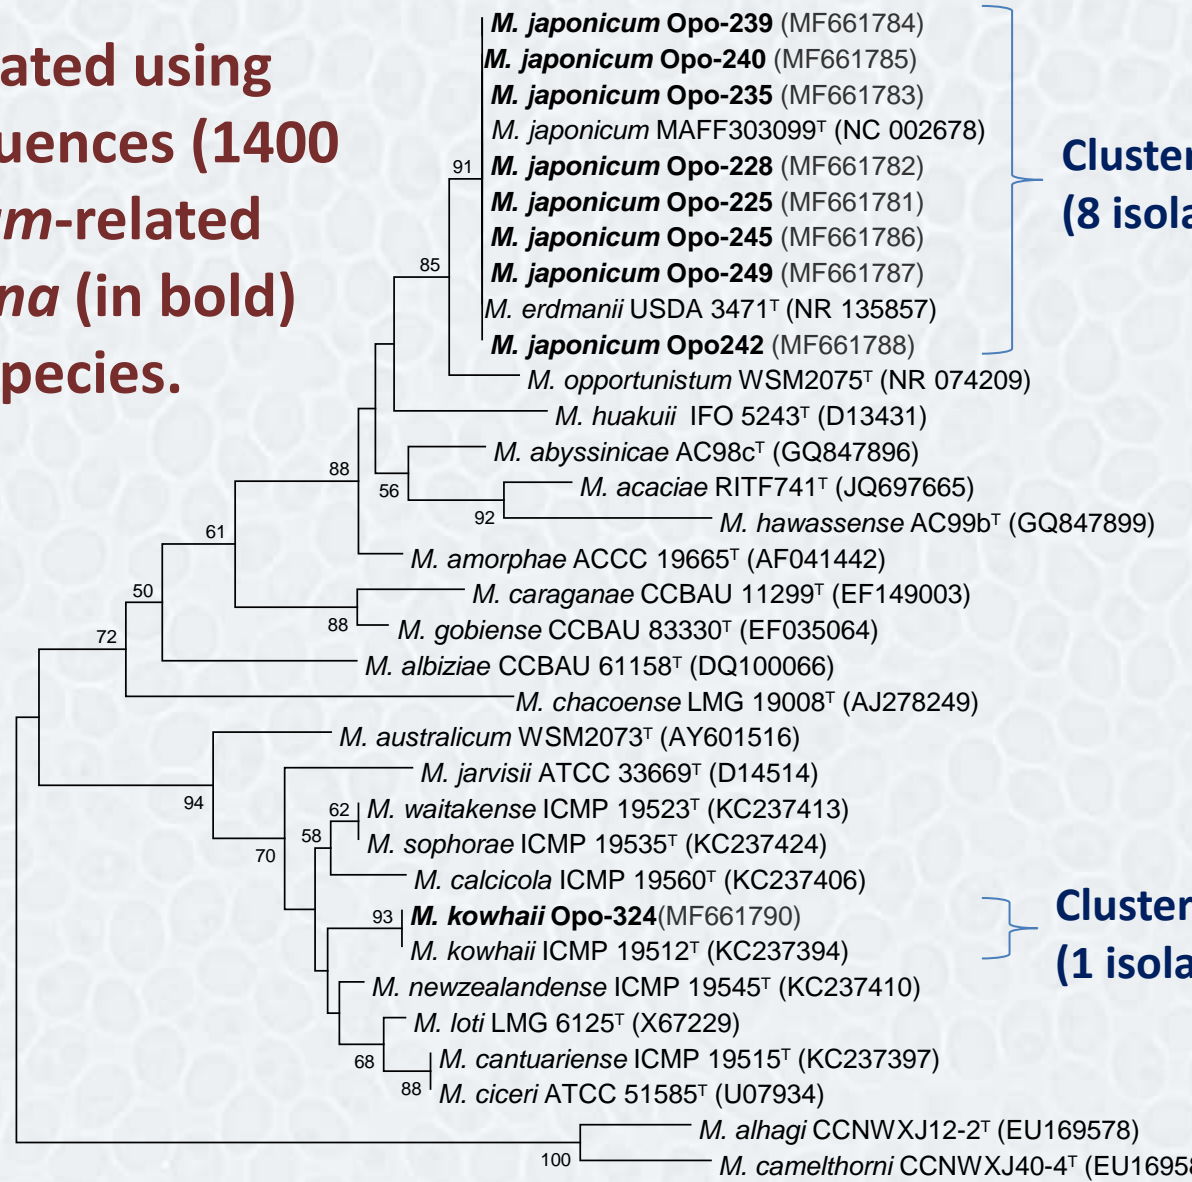 ated using
uences (1400
m-related
na (in bold)
pecies.
M. japonicum Opo-239 (MF661784)
M. japonicum Opo-240 (MF661785)
M. japonicum Opo-235 (MF661783)
M. japonicum MAFF303099ᵀ (NC 002678)
91
M. japonicum Opo-228 (MF661782)
M. japonicum Opo-225 (MF661781)
M. japonicum Opo-245 (MF661786)
M. japonicum Opo-249 (MF661787)
85
M. erdmanii USDA 3471ᵀ (NR 135857)
M. japonicum Opo242 (MF661788)
Cluster
(8 isola
M. opportunistum WSM2075ᵀ (NR 074209)
M. huakuii IFO 5243ᵀ (D13431)
M. abyssinicae AC98cᵀ (GQ847896)
88
56
M. acaciae RITF741ᵀ (JQ697665)
92
M. hawassense AC99bᵀ (GQ847899)
61
M. amorphae ACCC 19665ᵀ (AF041442)
50
M. caraganae CCBAU 11299ᵀ (EF149003)
88
M. gobiense CCBAU 83330ᵀ (EF035064)
72
M. albiziae CCBAU 61158ᵀ (DQ100066)
M. chacoense LMG 19008ᵀ (AJ278249)
M. australicum WSM2073ᵀ (AY601516)
M. jarvisii ATCC 33669ᵀ (D14514)
94
62
M. waitakense ICMP 19523ᵀ (KC237413)
58
M. sophorae ICMP 19535ᵀ (KC237424)
70
M. calcicola ICMP 19560ᵀ (KC237406)
93
M. kowhaii Opo-324(MF661790)
M. kowhaii ICMP 19512ᵀ (KC237394)
Cluster
(1 isola
M. newzealandense ICMP 19545ᵀ (KC237410)
M. loti LMG 6125ᵀ (X67229)
68
M. cantuariense ICMP 19515ᵀ (KC237397)
88
M. ciceri ATCC 51585ᵀ (U07934)
M. alhagi CCNWXJ12-2ᵀ (EU169578)
100
M. camelthorni CCNWXJ40-4ᵀ (EU16958